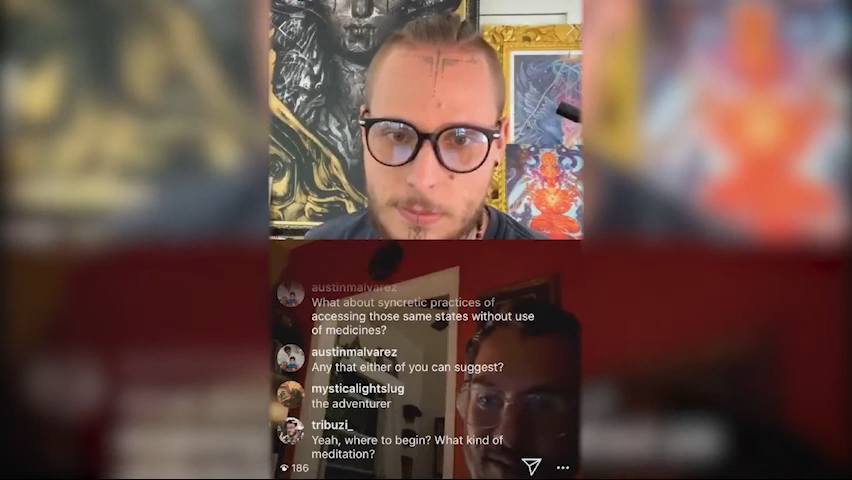 austinmalvarez
What about syncretic practices of
accessing those same states without use
of medicines?
austinmalvarez
Any that either of you can suggest?
mysticalightslug
the adventurer
tribuzi_
Yeah, where to begin? What kind of
meditation?
186